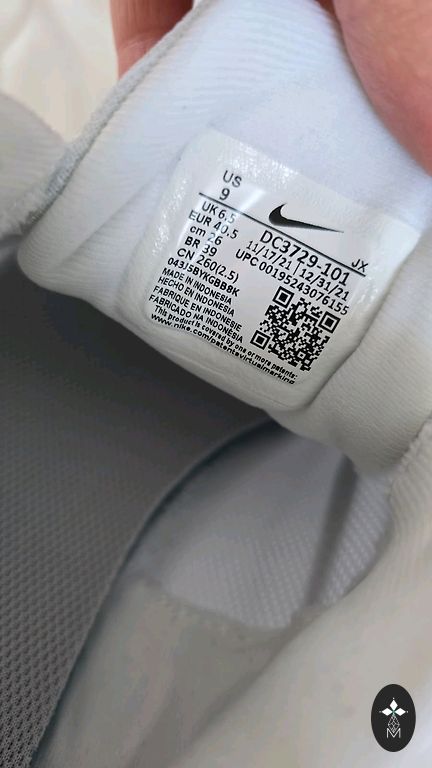 US
9
UK 6,5
EUR 40.5
cm 26
BR 39
CN 260(2.5)
DC3729.101
JX
11/17/21 12/31/21
UPC 00195243076155
MADE IN INDONESIA
HECHO EN INDONESIA
FABRIQUE EN INDONESIE
FABRICADO NA INDONESIA
This product is covered by one or more patents:
www.nike.com/patentsvirtualmarking
M